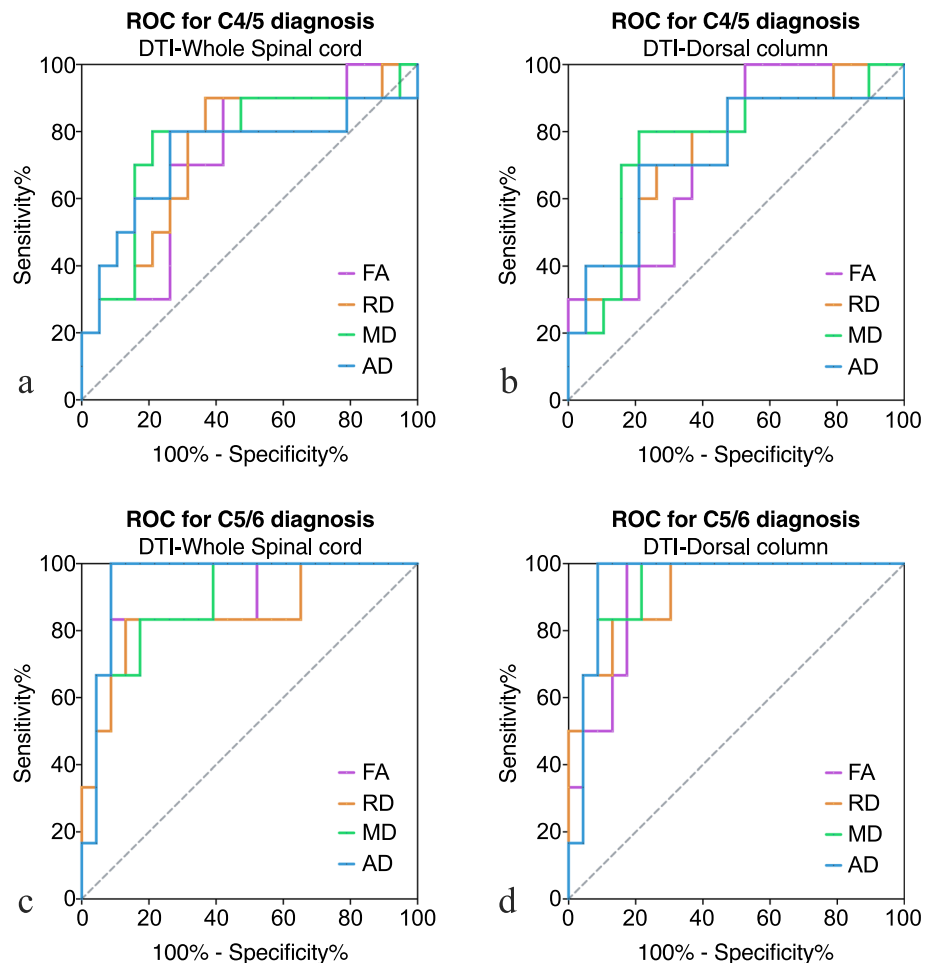 ROC for C4/5 diagnosis
DTI-Whole Spinal cord
100
80
60
40
20
0
Sensitivity%
FA
RD
MD
AD
0 20 40 60 80 100
100% - Specificity%
a
ROC for C4/5 diagnosis
DTI-Dorsal column
100
80
60
40
20
0
Sensitivity%
FA
RD
MD
AD
0 20 40 60 80 100
100% - Specificity%
b
ROC for C5/6 diagnosis
DTI-Whole Spinal cord
100
80
60
40
20
0
Sensitivity%
FA
RD
MD
AD
0 20 40 60 80 100
100% - Specificity%
c
ROC for C5/6 diagnosis
DTI-Dorsal column
100
80
60
40
20
0
Sensitivity%
FA
RD
MD
AD
0 20 40 60 80 100
100% - Specificity%
d